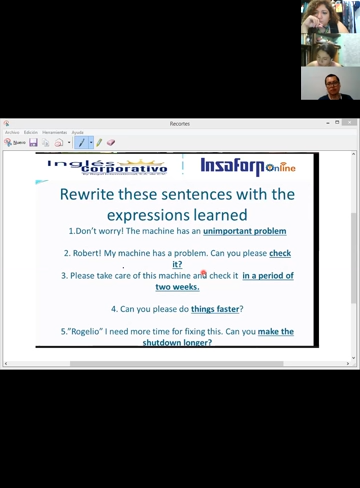 Recortes
Archivo Edición Herramientas Ayuda
Nuevo
Inglés
corporativo
Insaforp Online
Rewrite these sentences with the
expressions learned
1.Don't worry! The machine has an unimportant problem
2. Robert! My machine has a problem. Can you please check
it?
3. Please take care of this machine and check it in a period of
two weeks.
4. Can you please do things faster?
5."Rogelio" I need more time for fixing this. Can you make the
shutdown longer?